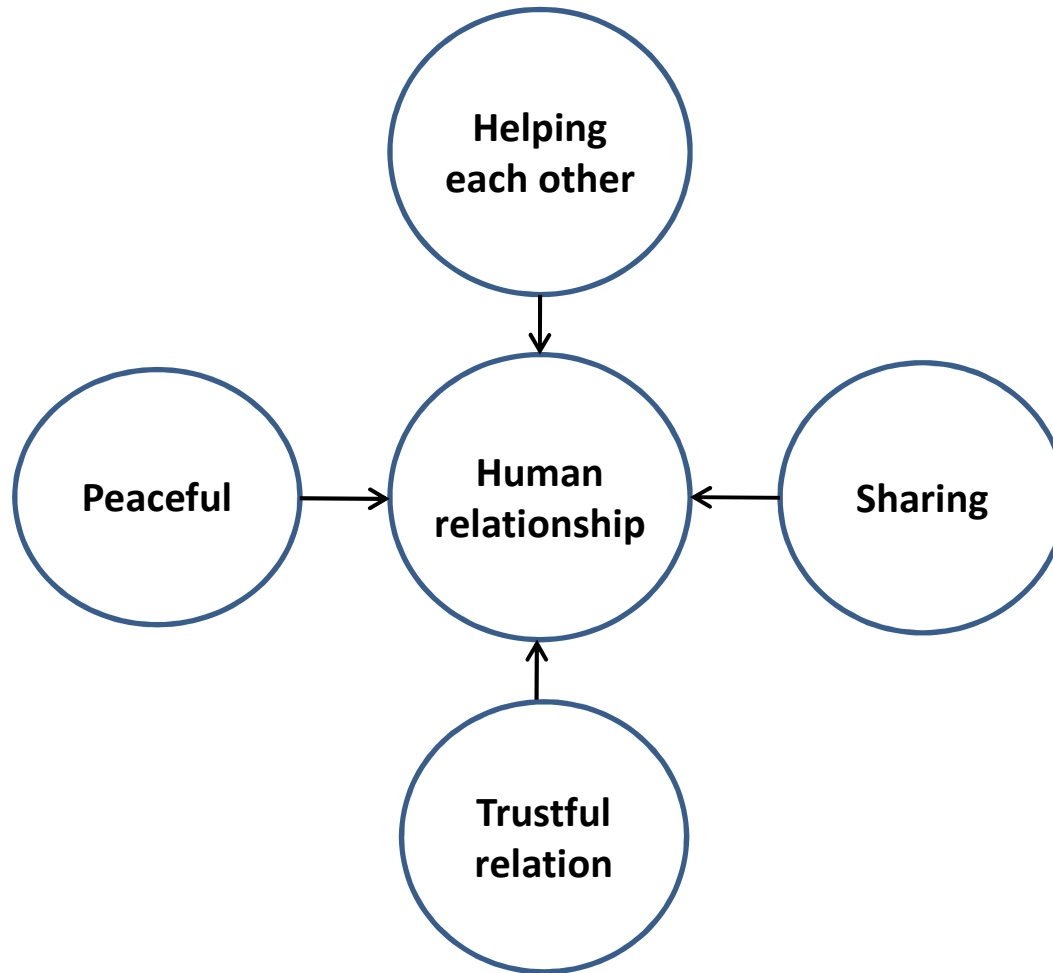 Helping
each other
Peaceful
Human
relationship
Sharing
Trustful
relation